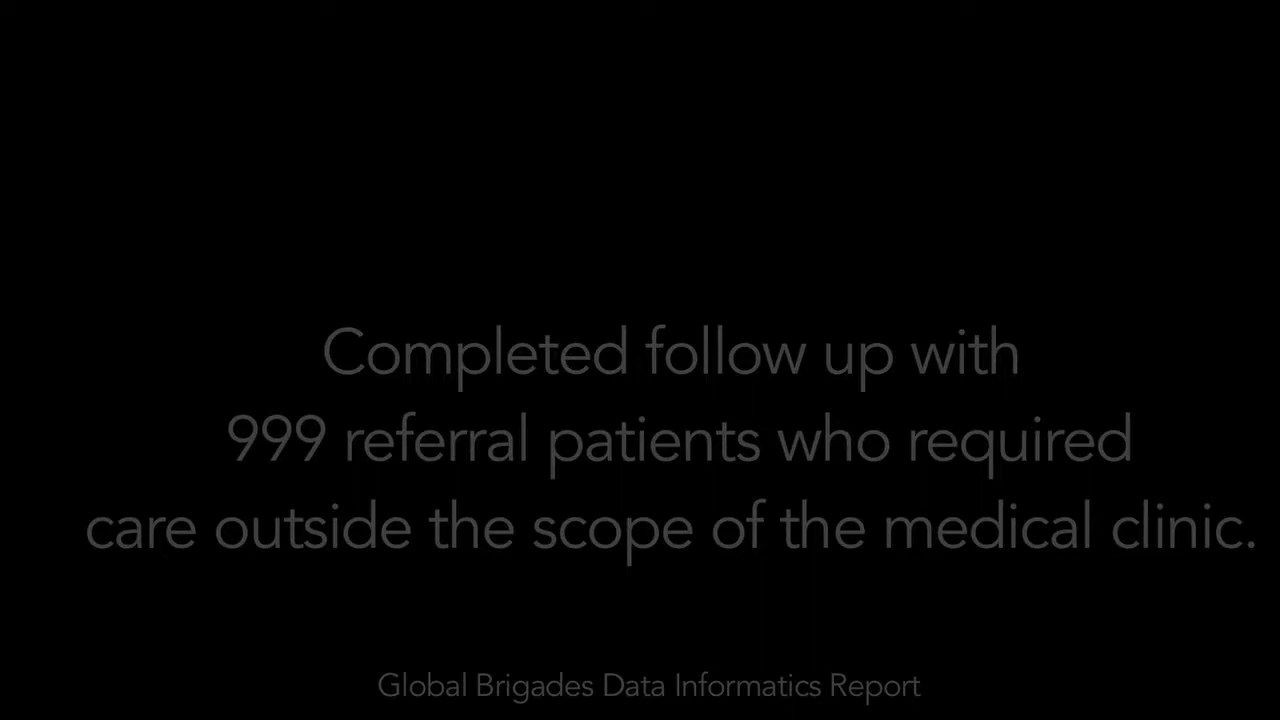 Completed follow up with
999 referral patients who required
care outside the scope of the medical clinic.
Global Brigades Data Informatics Report